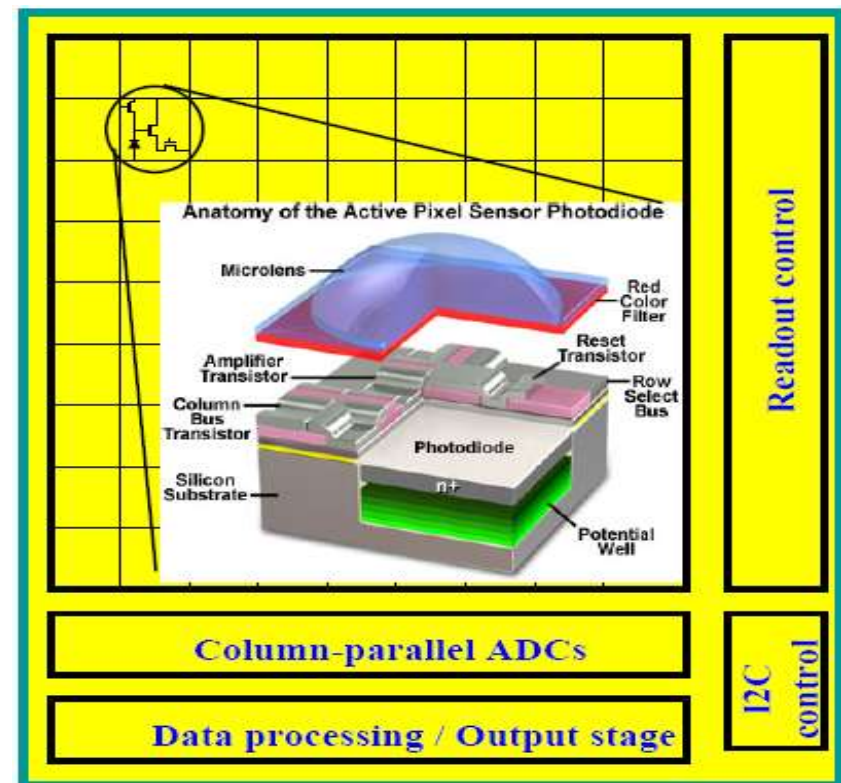 Anatomy of the Active Pixel Sensor Photodiode
Microlens
Red
Color
Filter
Amplifier
Transistor
Reset
Transistor
Column
Bus
Transistor
Row
Select
Bus
Photodiode
Silicon
Substrate
n+
Potential
Well
Readout control
Column-parallel ADCs
I2C
control
Data processing / Output stage